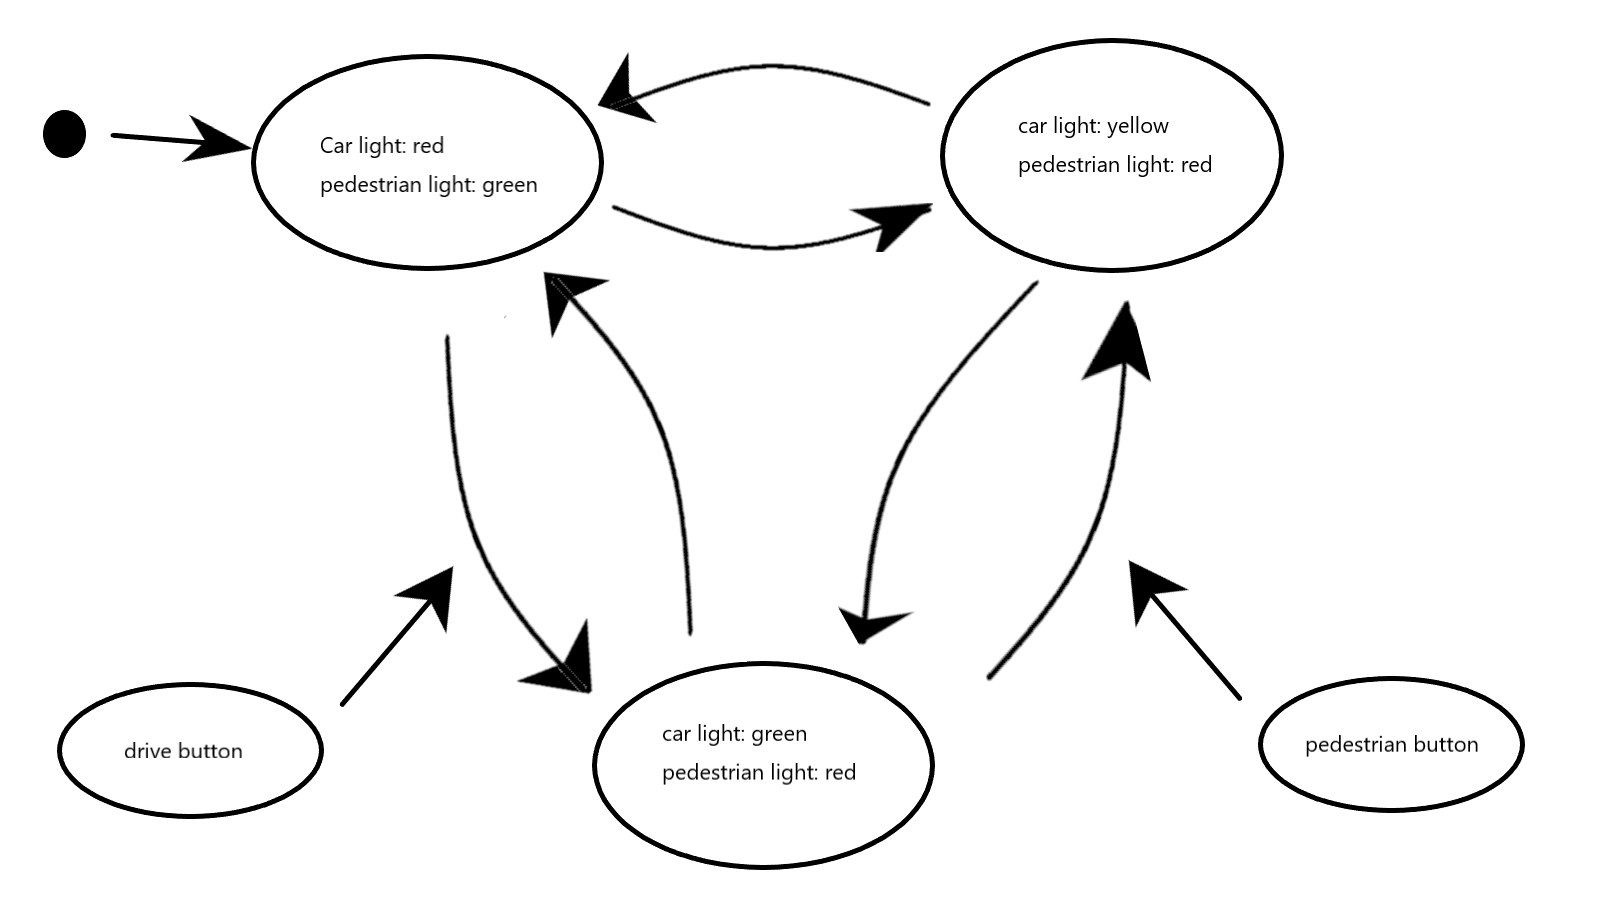 Car light: red
pedestrian light: green
car light: yellow
pedestrian light: red
drive button
car light: green
pedestrian light: red
pedestrian button